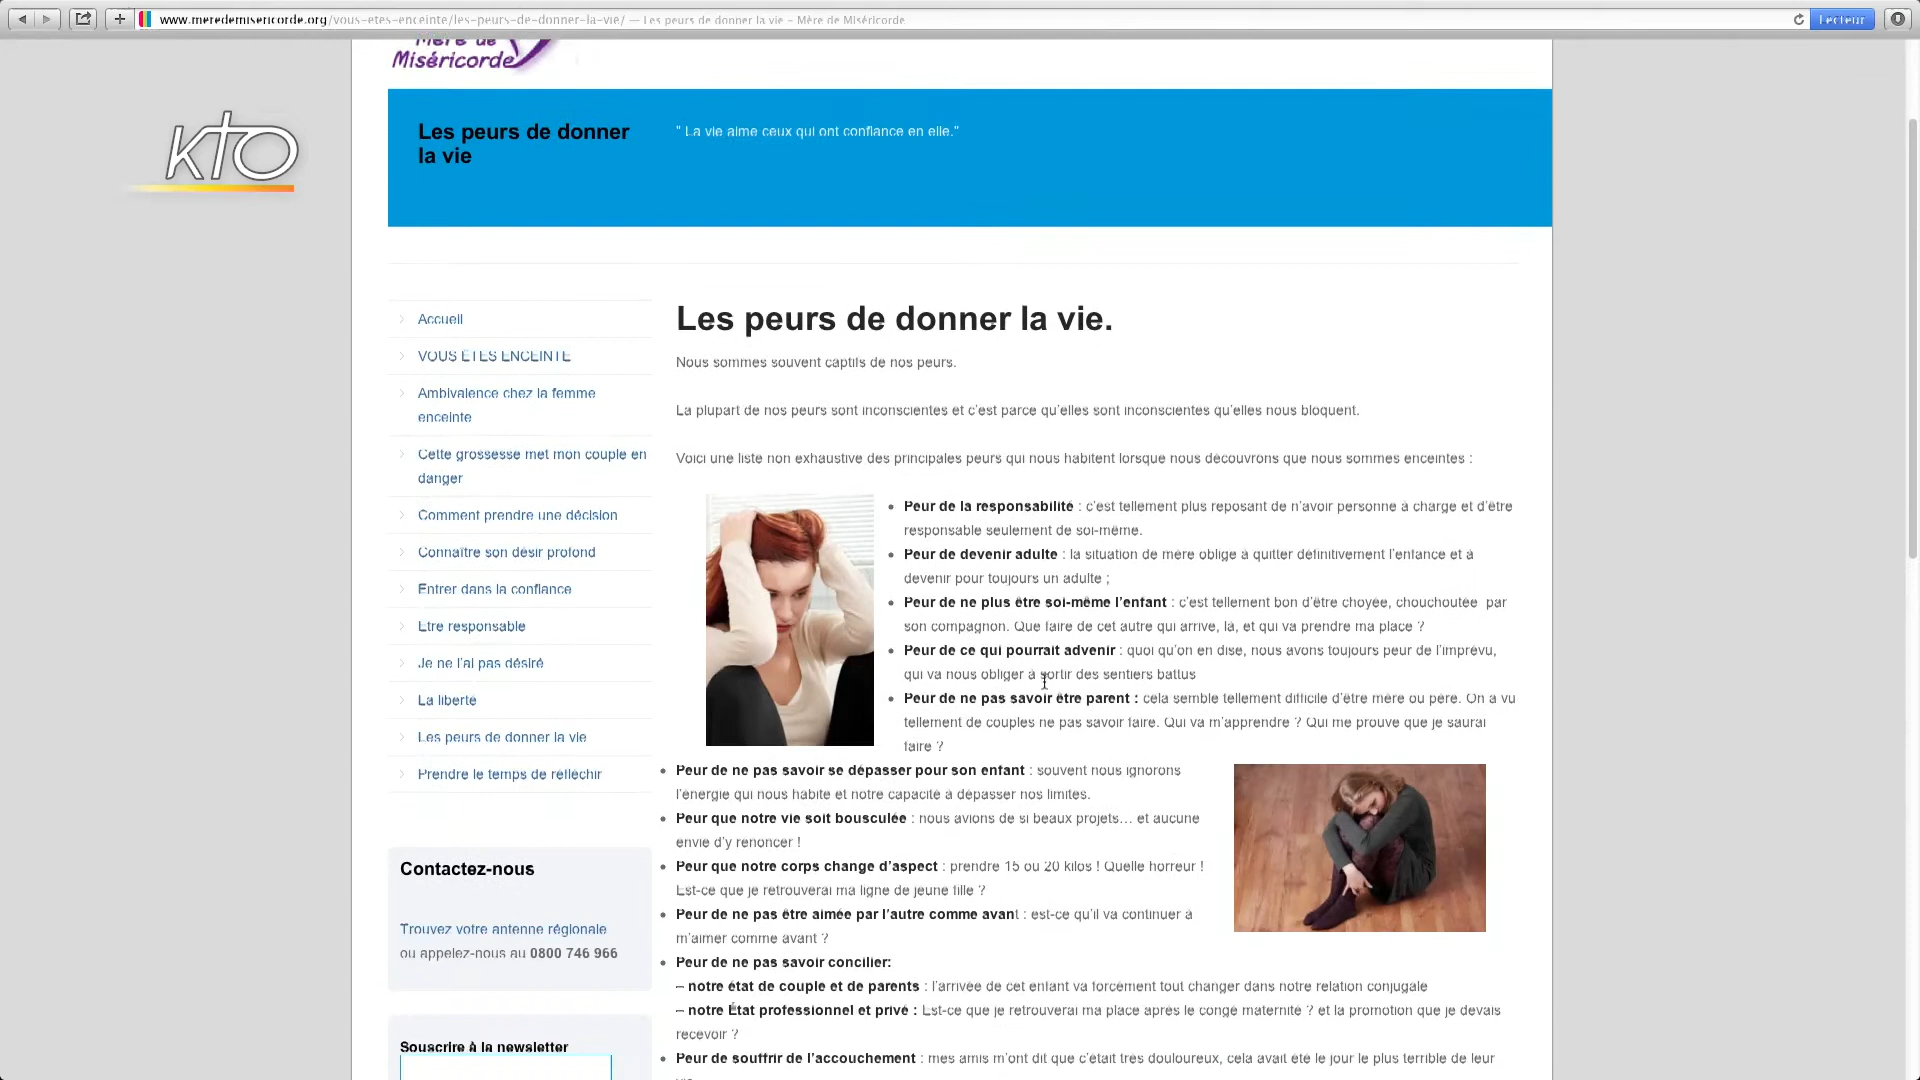 www.meredemisericorde.org/vous-etes-enceinte/les-peurs-de-donner-la-vie/ — Les peurs de donner la vie – Mère de Miséricorde
Lecteur
Mère de
Miséricorde
kto
Les peurs de donner
la vie
" La vie aime ceux qui ont confiance en elle."
Accueil
VOUS ÊTES ENCEINTE
Ambivalence chez la femme
enceinte
Cette grossesse met mon couple en
danger
Comment prendre une décision
Connaître son désir profond
Entrer dans la confiance
Etre responsable
Je ne l’ai pas désiré
La liberté
Les peurs de donner la vie
Prendre le temps de réfléchir
Contactez-nous
Trouvez votre antenne régionale
ou appelez-nous au 0800 746 966
Souscrire à la newsletter
Les peurs de donner la vie.
Nous sommes souvent captifs de nos peurs.
La plupart de nos peurs sont inconscientes et c’est parce qu’elles sont inconscientes qu’elles nous bloquent.
Voici une liste non exhaustive des principales peurs qui nous habitent lorsque nous découvrons que nous sommes enceintes :
Peur de la responsabilité : c’est tellement plus reposant de n’avoir personne à charge et d’être
responsable seulement de soi-même.
Peur de devenir adulte : la situation de mère oblige à quitter définitivement l’enfance et à
devenir pour toujours un adulte ;
Peur de ne plus être soi-même l’enfant : c’est tellement bon d’être choyée, chouchoutée par
son compagnon. Que faire de cet autre qui arrive, là, et qui va prendre ma place ?
Peur de ce qui pourrait advenir : quoi qu’on en dise, nous avons toujours peur de l’imprévu,
qui va nous obliger à sortir des sentiers battus
Peur de ne pas savoir être parent : cela semble tellement difficile d’être mère ou père. On a vu
tellement de couples ne pas savoir faire. Qui va m’apprendre ? Qui me prouve que je saurai
faire ?
Peur de ne pas savoir se dépasser pour son enfant : souvent nous ignorons
l’énergie qui nous habite et notre capacité à dépasser nos limites.
Peur que notre vie soit bousculée : nous avions de si beaux projets… et aucune
envie d’y renoncer !
Peur que notre corps change d’aspect : prendre 15 ou 20 kilos ! Quelle horreur !
Est-ce que je retrouverai ma ligne de jeune fille ?
Peur de ne pas être aimée par l’autre comme avant : est-ce qu’il va continuer à
m’aimer comme avant ?
Peur de ne pas savoir concilier:
– notre état de couple et de parents : l’arrivée de cet enfant va forcément tout changer dans notre relation conjugale
– notre État professionnel et privé : Est-ce que je retrouverai ma place après le congé maternité ? et la promotion que je devais
recevoir ?
Peur de souffrir de l’accouchement : mes amis m’ont dit que c’était très douloureux, cela avait été le jour le plus terrible de leur